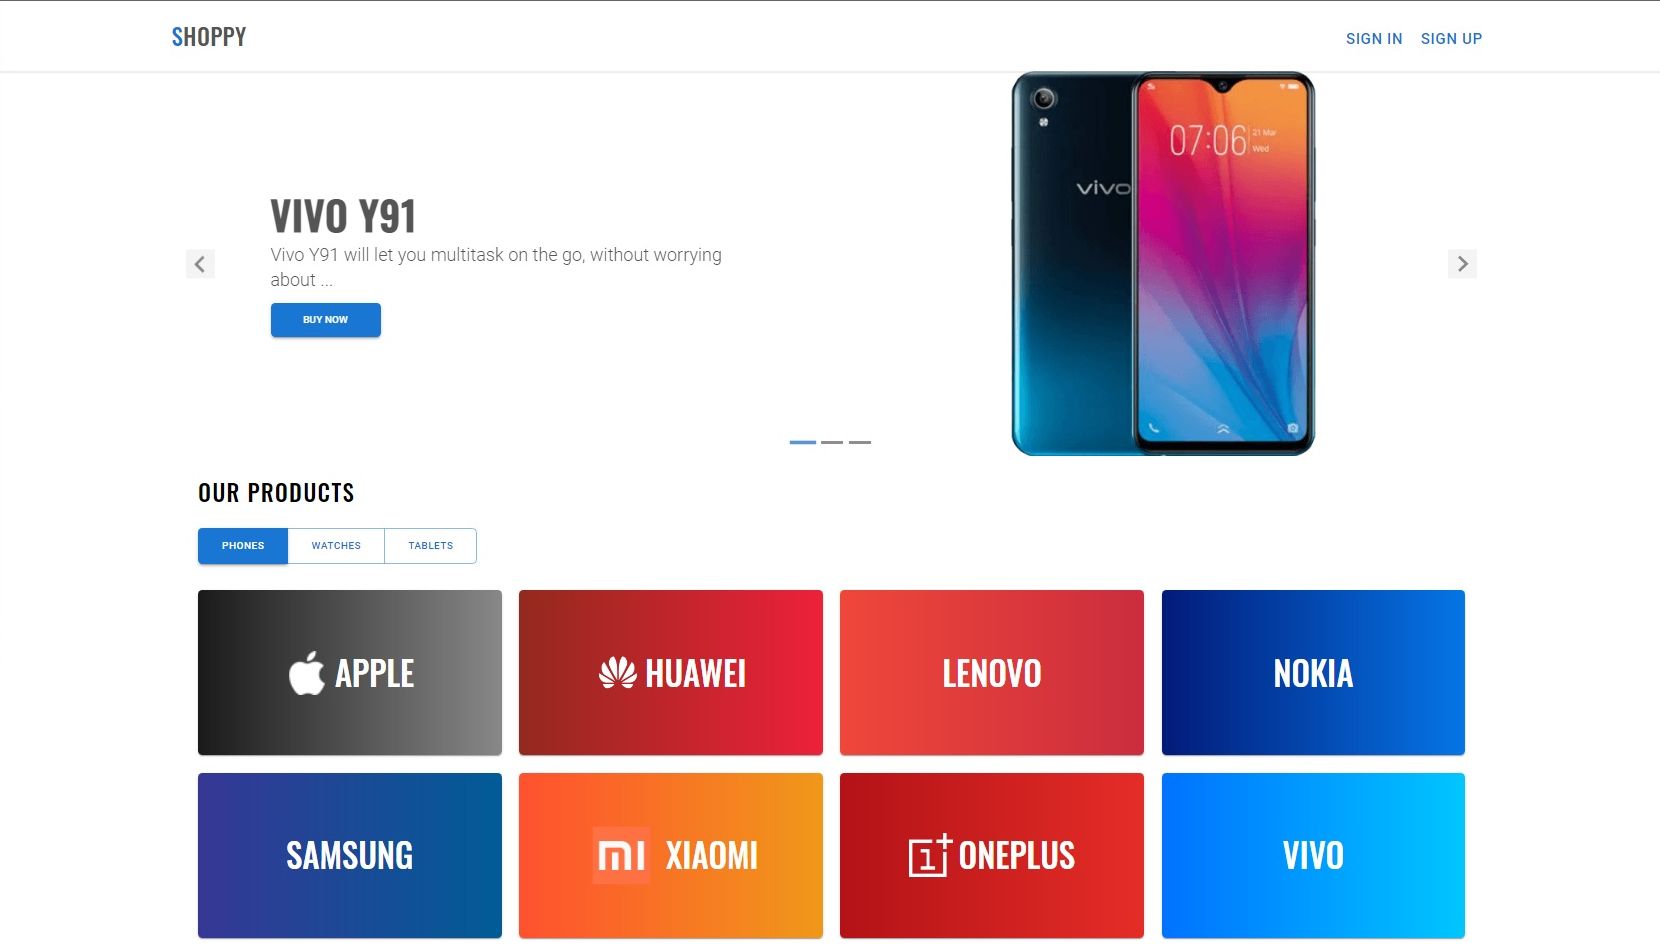 SHOPPY
SIGN IN SIGN UP
VIVO Y91
Vivo Y91 will let you multitask on the go, without worrying
about ...
BUY NOW
vivo
07:06
21 Mar
Wed
OUR PRODUCTS
PHONES WATCHES TABLETS
APPLE HUAWEI LENOVO NOKIA
SAMSUNG mi XIAOMI 1+ ONEPLUS VIVO